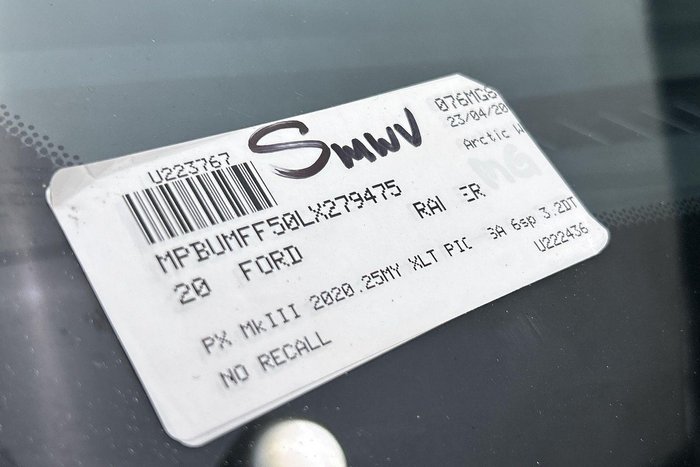 U223767
Smwv
076MG6
23/04/20
Arctic W
MPBUMFF50LX279475
20 FORD RAI ER
PX MkIII 2020.25MY XLT PIC 3A 6sp 3.2DT
NO RECALL
U222436